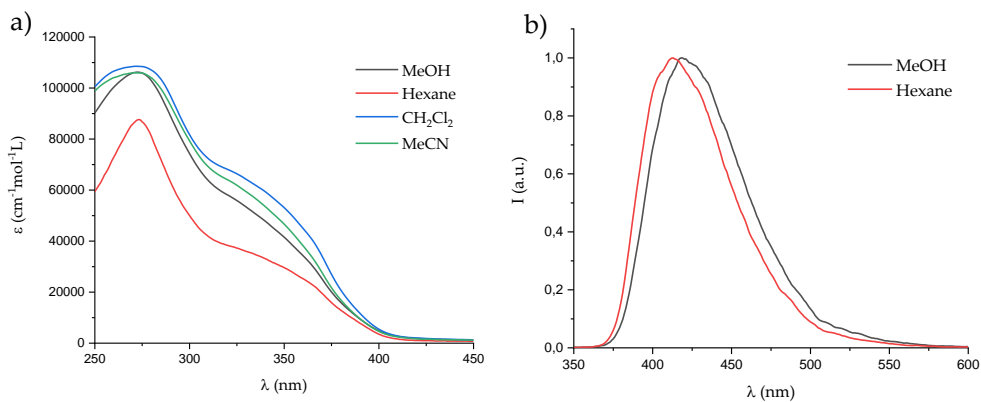 a)
120000
100000
80000
60000
40000
20000
0
250
300
350
400
450
ε (cm⁻¹mol⁻¹L)
λ (nm)
MeOH
Hexane
CH₂Cl₂
MeCN
b)
1,0
0,8
0,6
0,4
0,2
0,0
350
400
450
500
550
600
I (a.u.)
λ (nm)
MeOH
Hexane